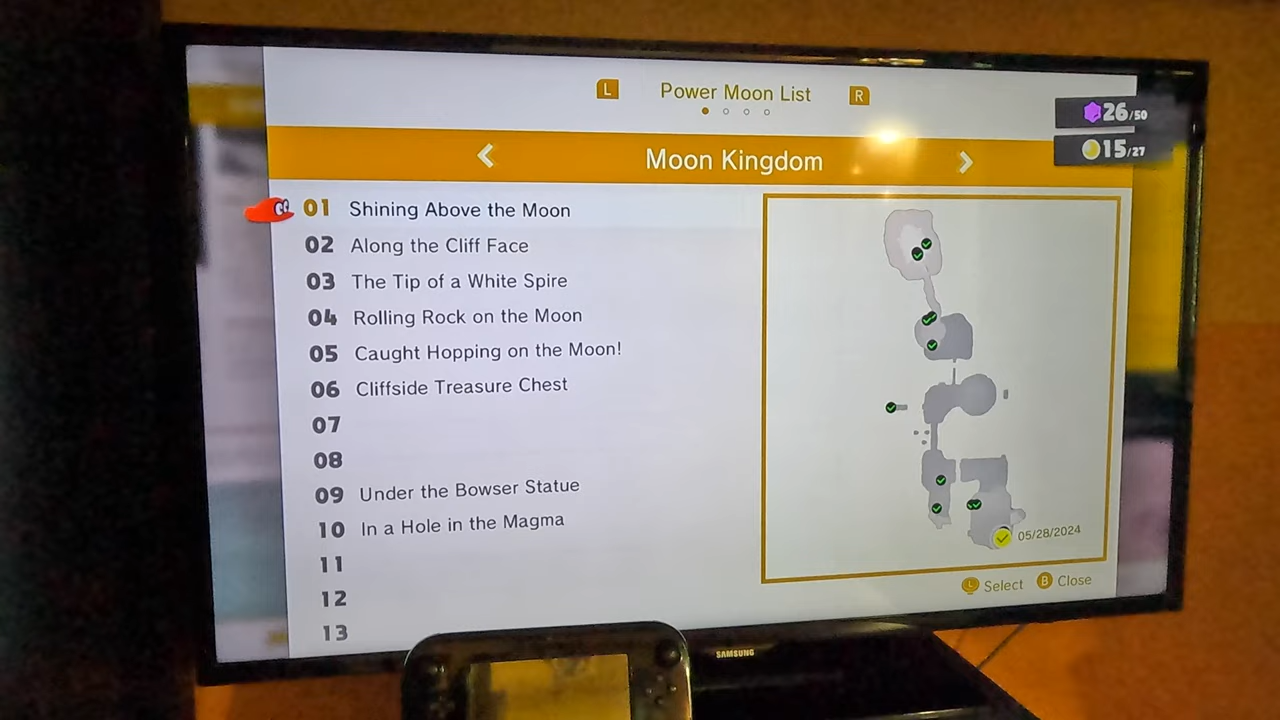 L Power Moon List R
26/50
15/27
Moon Kingdom
01 Shining Above the Moon
02 Along the Cliff Face
03 The Tip of a White Spire
04 Rolling Rock on the Moon
05 Caught Hopping on the Moon!
06 Cliffside Treasure Chest
07
08
09 Under the Bowser Statue
10 In a Hole in the Magma
11
12
13
05/28/2024
L Select B Close
SAMSUNG